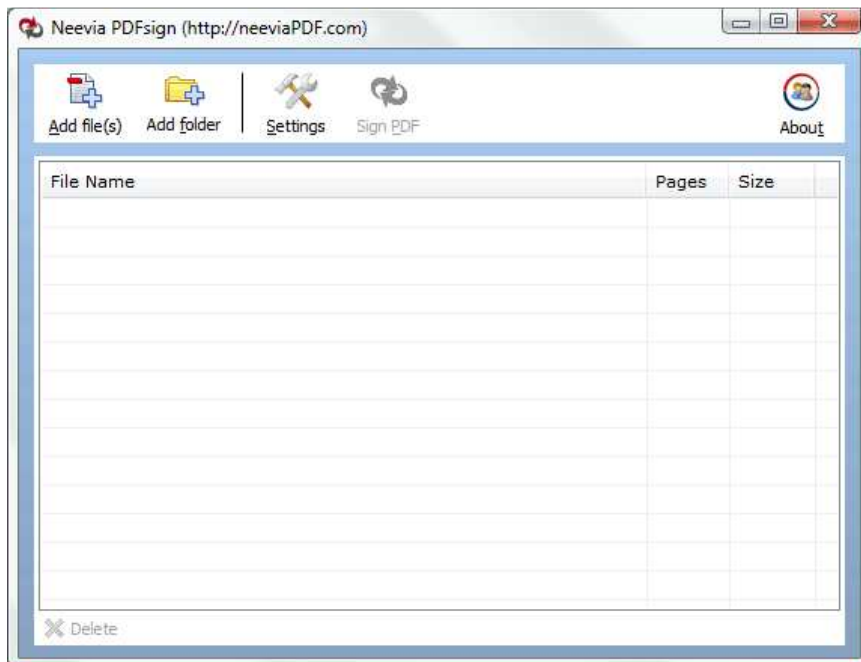 Neevia PDFsign (http://neeviaPDF.com)
Add file(s) Add folder Settings Sign PDF About
File Name Pages Size
Delete